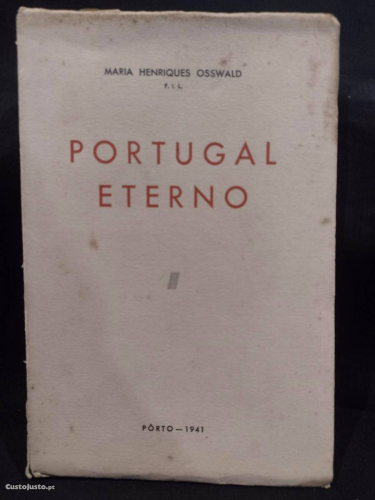 MARIA HENRIQUES OSSWALD
F. I. L.
PORTUGAL
ETERNO
PÔRTO — 1941
CustoJusto.pt